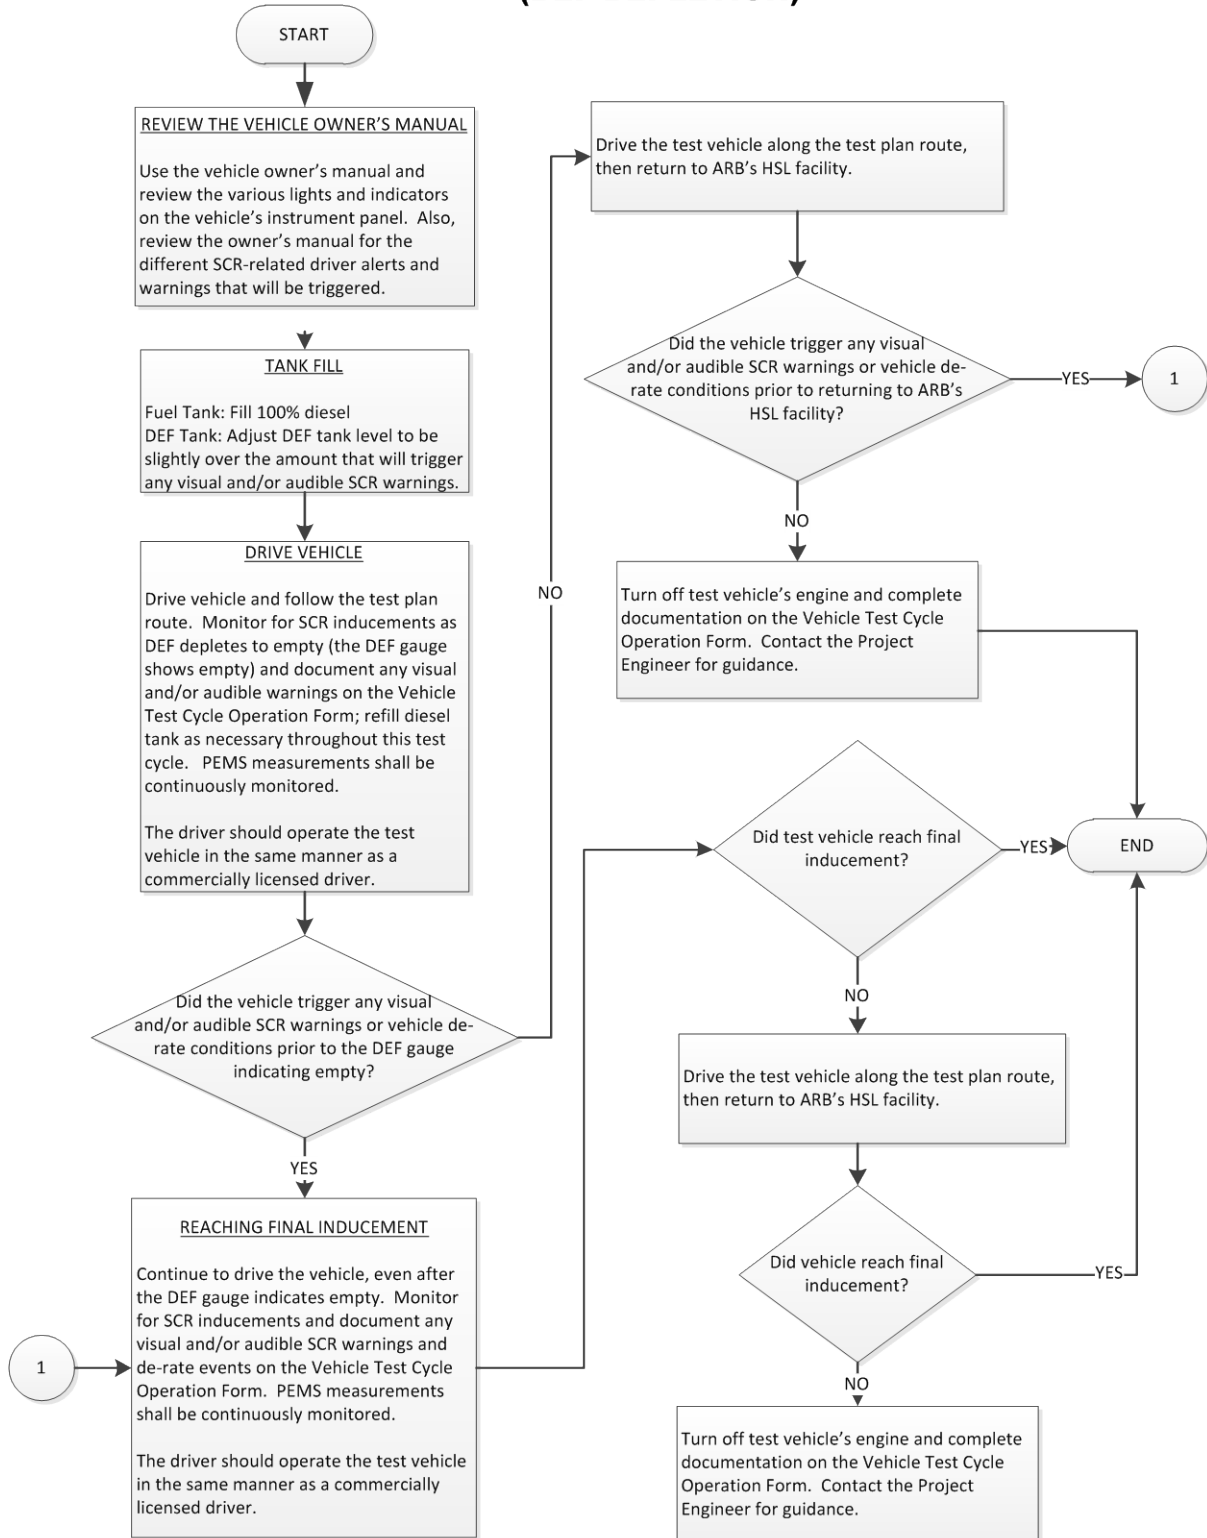 START
REVIEW THE VEHICLE OWNER'S MANUAL
Use the vehicle owner's manual and
review the various lights and indicators
on the vehicle's instrument panel.  Also,
review the owner's manual for the
different SCR-related driver alerts and
warnings that will be triggered.
TANK FILL
Fuel Tank: Fill 100% diesel
DEF Tank: Adjust DEF tank level to be
slightly over the amount that will trigger
any visual and/or audible SCR warnings.
DRIVE VEHICLE
Drive vehicle and follow the test plan
route.  Monitor for SCR inducements as
DEF depletes to empty (the DEF gauge
shows empty) and document any visual
and/or audible warnings on the Vehicle
Test Cycle Operation Form; refill diesel
tank as necessary throughout this test
cycle.   PEMS measurements shall be
continuously monitored.
The driver should operate the test
vehicle in the same manner as a
commercially licensed driver.
Did the vehicle trigger any visual
and/or audible SCR warnings or vehicle de-
rate conditions prior to the DEF gauge
indicating empty?
NO
YES
REACHING FINAL INDUCEMENT
Continue to drive the vehicle, even after
the DEF gauge indicates empty.  Monitor
for SCR inducements and document any
visual and/or audible SCR warnings and
de-rate events on the Vehicle Test Cycle
Operation Form.  PEMS measurements
shall be continuously monitored.
The driver should operate the test vehicle
in the same manner as a commercially
licensed driver.
1
Drive the test vehicle along the test plan route,
then return to ARB's HSL facility.
Did the vehicle trigger any visual
and/or audible SCR warnings or vehicle de-
rate conditions prior to returning to ARB's
HSL facility?
YES
1
NO
Turn off test vehicle's engine and complete
documentation on the Vehicle Test Cycle
Operation Form.  Contact the Project
Engineer for guidance.
Did test vehicle reach final
inducement?
YES
END
NO
Drive the test vehicle along the test plan route,
then return to ARB's HSL facility.
Did vehicle reach final
inducement?
YES
NO
Turn off test vehicle's engine and complete
documentation on the Vehicle Test Cycle
Operation Form.  Contact the Project
Engineer for guidance.